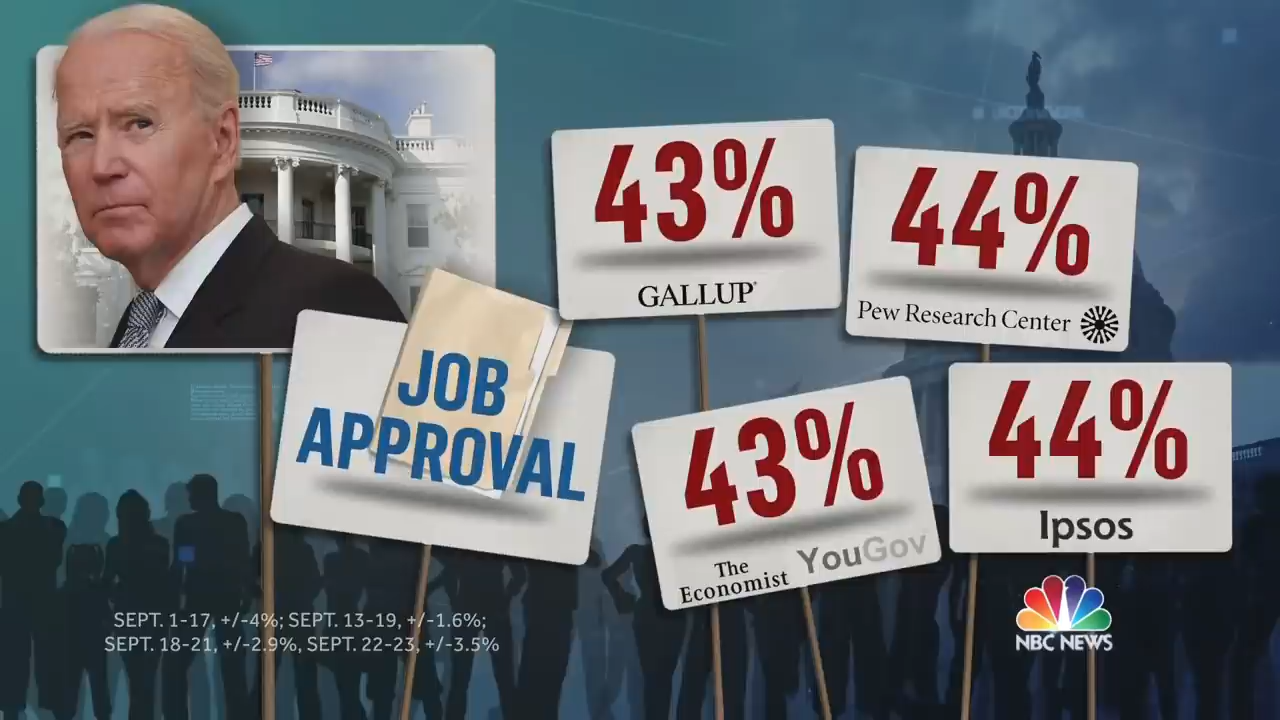 JOB
APPROVAL
43%
GALLUP
44%
Pew Research Center
43%
The
Economist
YouGov
44%
Ipsos
SEPT. 1-17, +/-4%; SEPT. 13-19, +/-1.6%;
SEPT. 18-21, +/-2.9%, SEPT. 22-23, +/-3.5%
NBC NEWS